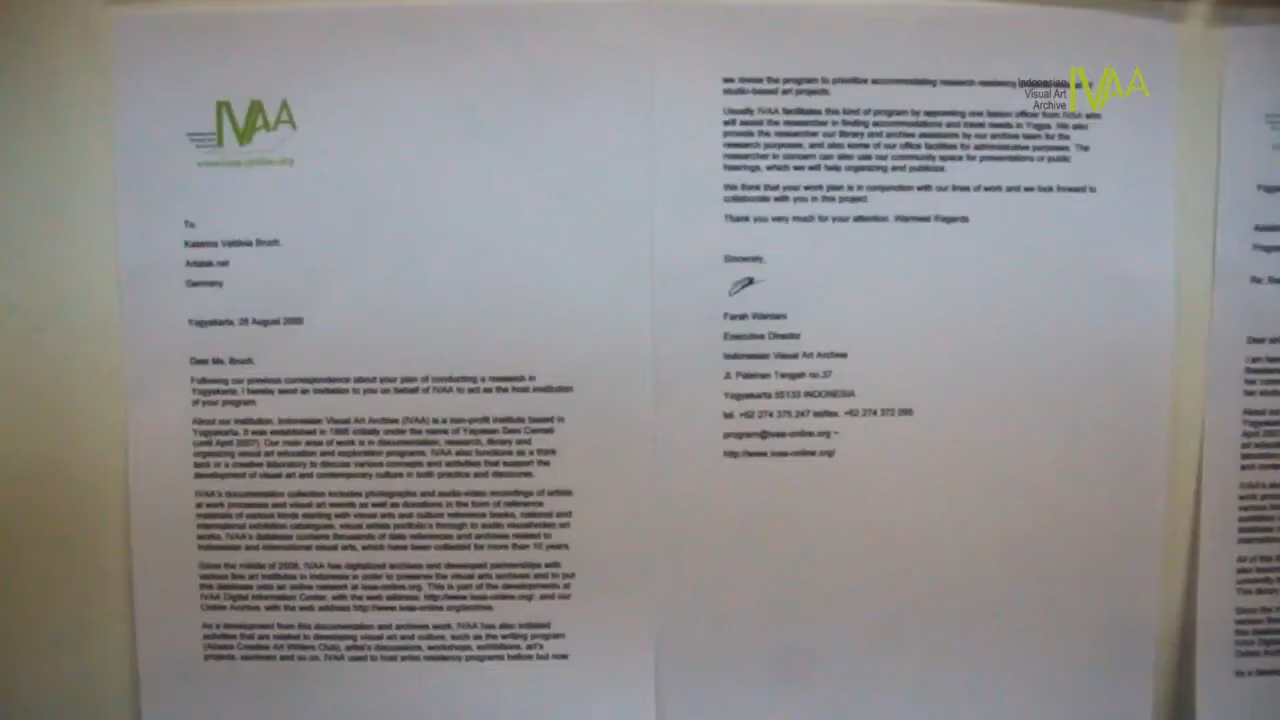 IVAA
www.ivaa-online.org
To
Katerina Valdivia Bruch,
Artatak.net
Germany
Yogyakarta, 28 August 2009
Dear Ms. Bruch,
Following our previous correspondence about your plan of conducting a research in
Yogyakarta, I hereby send an invitation to you on behalf of IVAA to act as the host institution
of your program.
About our institution, Indonesian Visual Art Archive (IVAA) is a non-profit institute based in
Yogyakarta. It was established in 1995 initially under the name of Yayasan Seni Cemeti
(until April 2007). Our main area of work is in documentation, research, library and
organizing visual art education and exploration programs. IVAA also functions as a think
tank or a creative laboratory to discuss various concepts and activities that support the
development of visual art and contemporary culture in both practice and discourse.
IVAA's documentation collection includes photographs and audio-video recordings of artists
at work processes and visual art events as well as donations in the form of reference
materials of various kinds starting with visual arts and culture reference books, national and
international exhibition catalogues, visual artists portfolio's through to audio visual/video art
works. IVAA's database contains thousands of data references and archives related to
Indonesian and international visual arts, which have been collected for more than 10 years.
Since the middle of 2008, IVAA has digitalized archives and developed partnerships with
various fine art institutes in Indonesia in order to preserve the visual arts archives and to put
this database onto an online network at ivaa-online.org. This is part of the developments at
IVAA Digital Information Center, with the web address: http://www.ivaa-online.org/, and our
Online Archive, with the web address http://www.ivaa-online.org/archive
As a development from this documentation and archives work, IVAA has also initiated
activities that are related to developing visual art and culture, such as the writing program
Creative Art Writers Club), artist's discussions, workshops, exhibitions, art's
projects, seminars and so on. IVAA used to host artist residency programs before but now
we revise the program to prioritize accommodating research residency
studio-based art projects.
Usually IVAA facilitates this kind of program by appointing one liaison officer from IVAA who
will assist the researcher in finding accommodations and travel needs in Yogya. We also
provide the researcher our library and archive assistants by our archive team for the
research purposes, and also some of our office facilities for administrative purposes. The
researcher in concern can also use our community space for presentations or public
hearings, which we will help organizing and publicize.
We think that your work plan is in conjunction with our lines of work and we look forward to
collaborate with you in this project.
Thank you very much for your attention. Warmest Regards
Sincerely,
Farah Wardani
Executive Director
Indonesian Visual Art Archive
Jl. Patehan Tengah no.37
Yogyakarta 55133 INDONESIA
tel. +62 274 375 247 tel/fax. +62 274 372 095
program@ivaa-online.org ~
http://www.ivaa-online.org/
Indonesian
Visual Art
Archive
IVAA